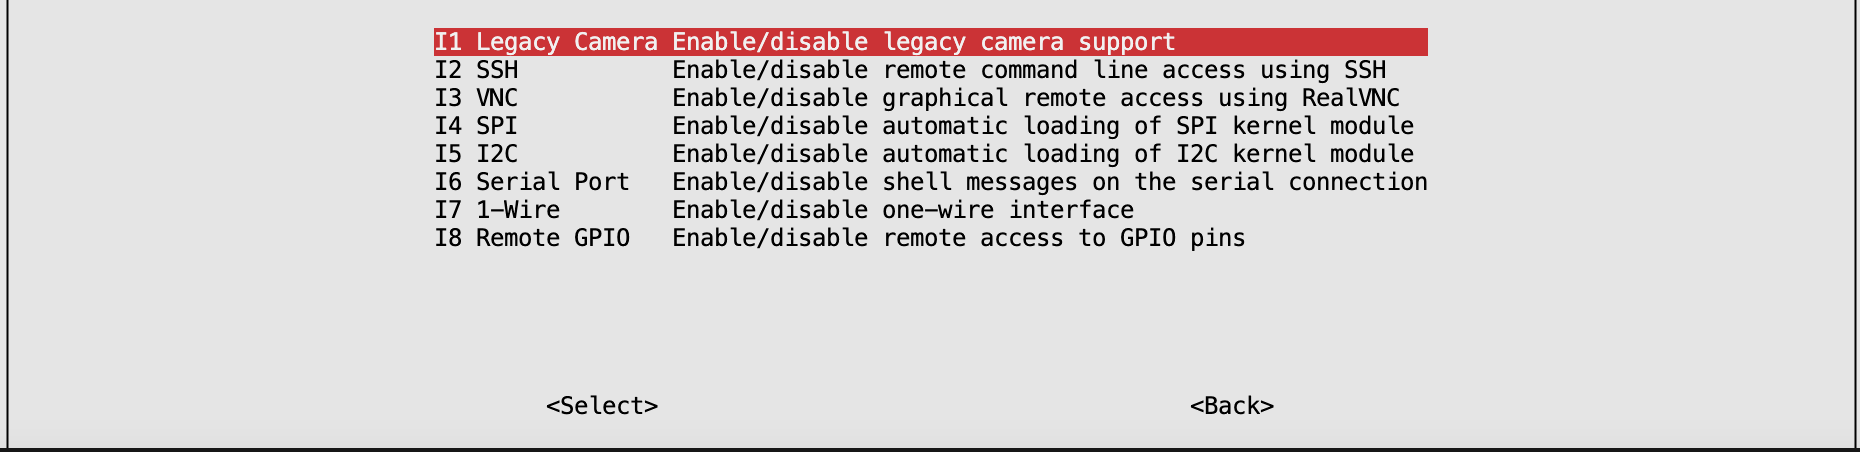 I1 Legacy Camera Enable/disable legacy camera support
I2 SSH Enable/disable remote command line access using SSH
I3 VNC Enable/disable graphical remote access using RealVNC
I4 SPI Enable/disable automatic loading of SPI kernel module
I5 I2C Enable/disable automatic loading of I2C kernel module
I6 Serial Port Enable/disable shell messages on the serial connection
I7 1-Wire Enable/disable one-wire interface
I8 Remote GPIO Enable/disable remote access to GPIO pins
<Select> <Back>